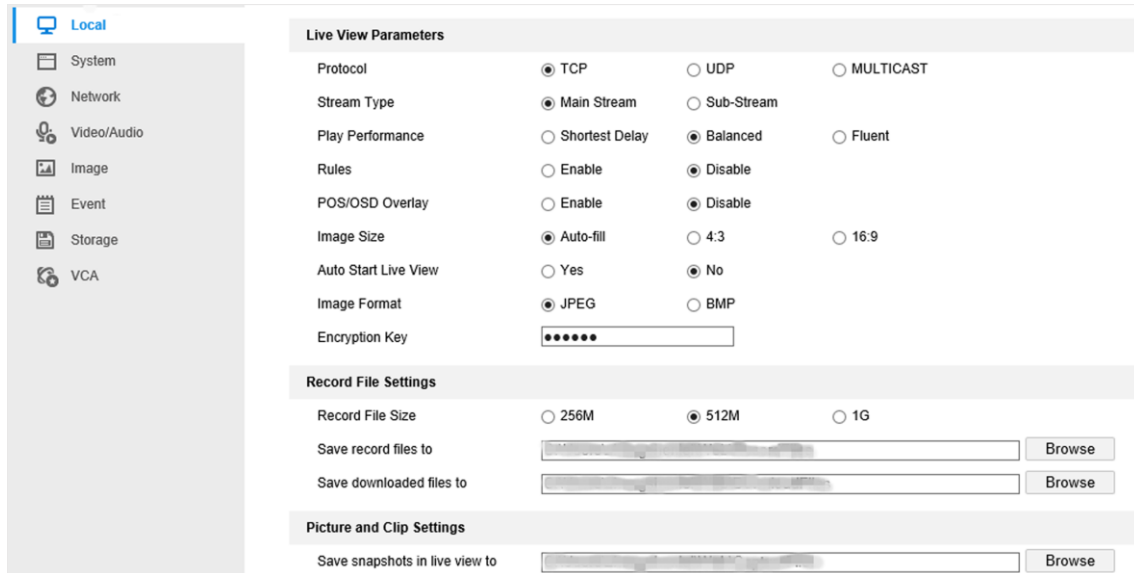 Local
System
Network
Video/Audio
Image
Event
Storage
VCA
Live View Parameters
Protocol TCP UDP MULTICAST
Stream Type Main Stream Sub-Stream
Play Performance Shortest Delay Balanced Fluent
Rules Enable Disable
POS/OSD Overlay Enable Disable
Image Size Auto-fill 4:3 16:9
Auto Start Live View Yes No
Image Format JPEG BMP
Encryption Key ●●●●●●
Record File Settings
Record File Size 256M 512M 1G
Save record files to Browse
Save downloaded files to Browse
Picture and Clip Settings
Save snapshots in live view to Browse